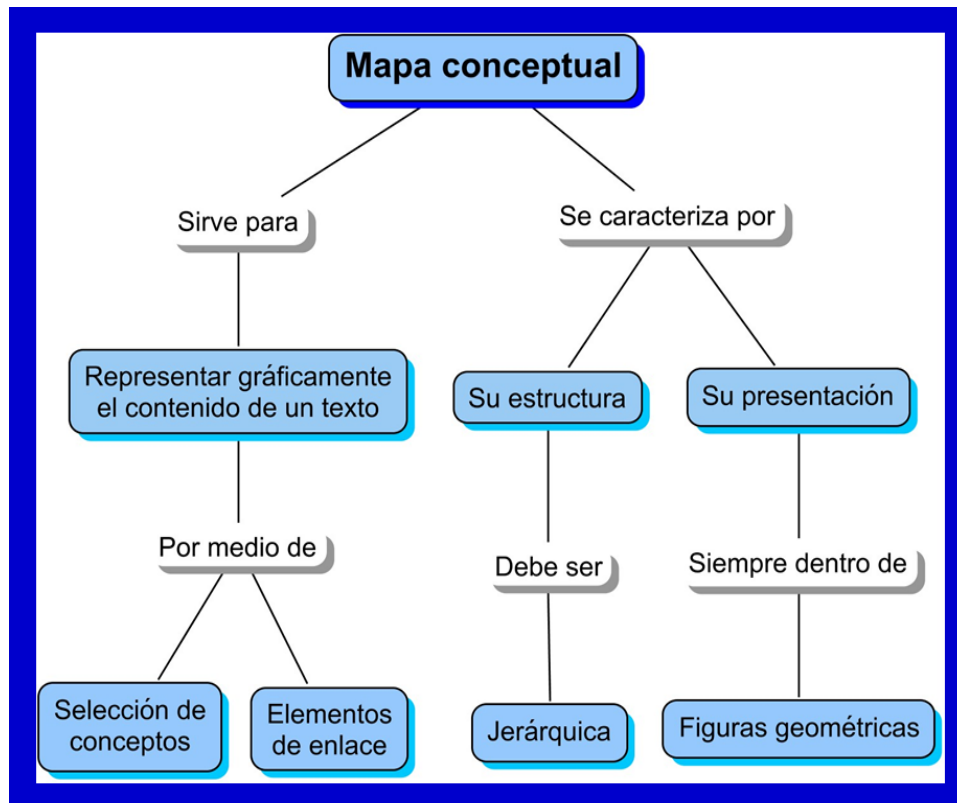 Mapa conceptual
Sirve para
Se caracteriza por
Representar gráficamente
el contenido de un texto
Su estructura
Su presentación
Por medio de
Debe ser
Siempre dentro de
Selección de
conceptos
Elementos
de enlace
Jerárquica
Figuras geométricas